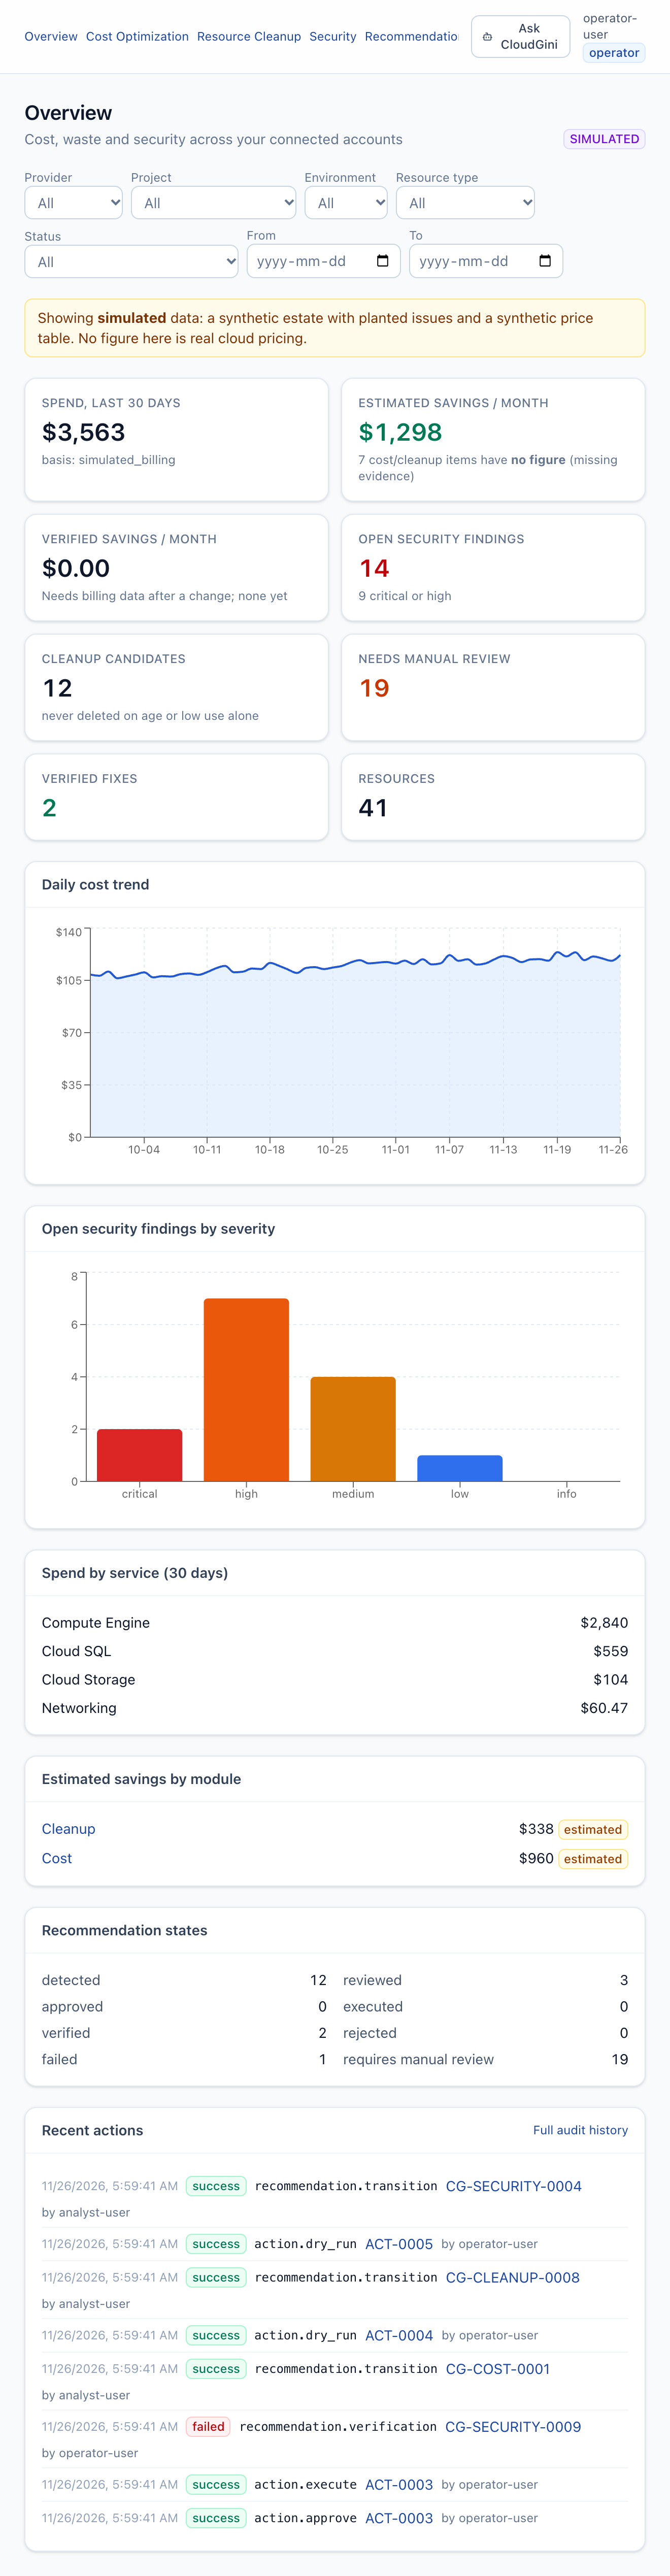 Overview Cost Optimization Resource Cleanup Security Recommendatio
Ask CloudGini
operator-user
operator
Overview
Cost, waste and security across your connected accounts
SIMULATED
Provider Project Environment Resource type
All All All All
Status From To
All yyyy-mm-dd yyyy-mm-dd
Showing simulated data: a synthetic estate with planted issues and a synthetic price
table. No figure here is real cloud pricing.
SPEND, LAST 30 DAYS
$3,563
basis: simulated_billing
ESTIMATED SAVINGS / MONTH
$1,298
7 cost/cleanup items have no figure (missing
evidence)
VERIFIED SAVINGS / MONTH
$0.00
Needs billing data after a change; none yet
OPEN SECURITY FINDINGS
14
9 critical or high
CLEANUP CANDIDATES
12
never deleted on age or low use alone
NEEDS MANUAL REVIEW
19
VERIFIED FIXES
2
RESOURCES
41
Daily cost trend
$140
$105
$70
$35
$0
10-04 10-11 10-18 10-25 11-01 11-07 11-13 11-19 11-26
Open security findings by severity
8
6
4
2
0
critical high medium low info
Spend by service (30 days)
Compute Engine $2,840
Cloud SQL $559
Cloud Storage $104
Networking $60.47
Estimated savings by module
Cleanup $338 estimated
Cost $960 estimated
Recommendation states
detected 12 reviewed 3
approved 0 executed 0
verified 2 rejected 0
failed 1 requires manual review 19
Recent actions Full audit history
11/26/2026, 5:59:41 AM success recommendation.transition CG-SECURITY-0004
by analyst-user
11/26/2026, 5:59:41 AM success action.dry_run ACT-0005 by operator-user
11/26/2026, 5:59:41 AM success recommendation.transition CG-CLEANUP-0008
by analyst-user
11/26/2026, 5:59:41 AM success action.dry_run ACT-0004 by operator-user
11/26/2026, 5:59:41 AM success recommendation.transition CG-COST-0001
by analyst-user
11/26/2026, 5:59:41 AM failed recommendation.verification CG-SECURITY-0009
by operator-user
11/26/2026, 5:59:41 AM success action.execute ACT-0003 by operator-user
11/26/2026, 5:59:41 AM success action.approve ACT-0003 by operator-user